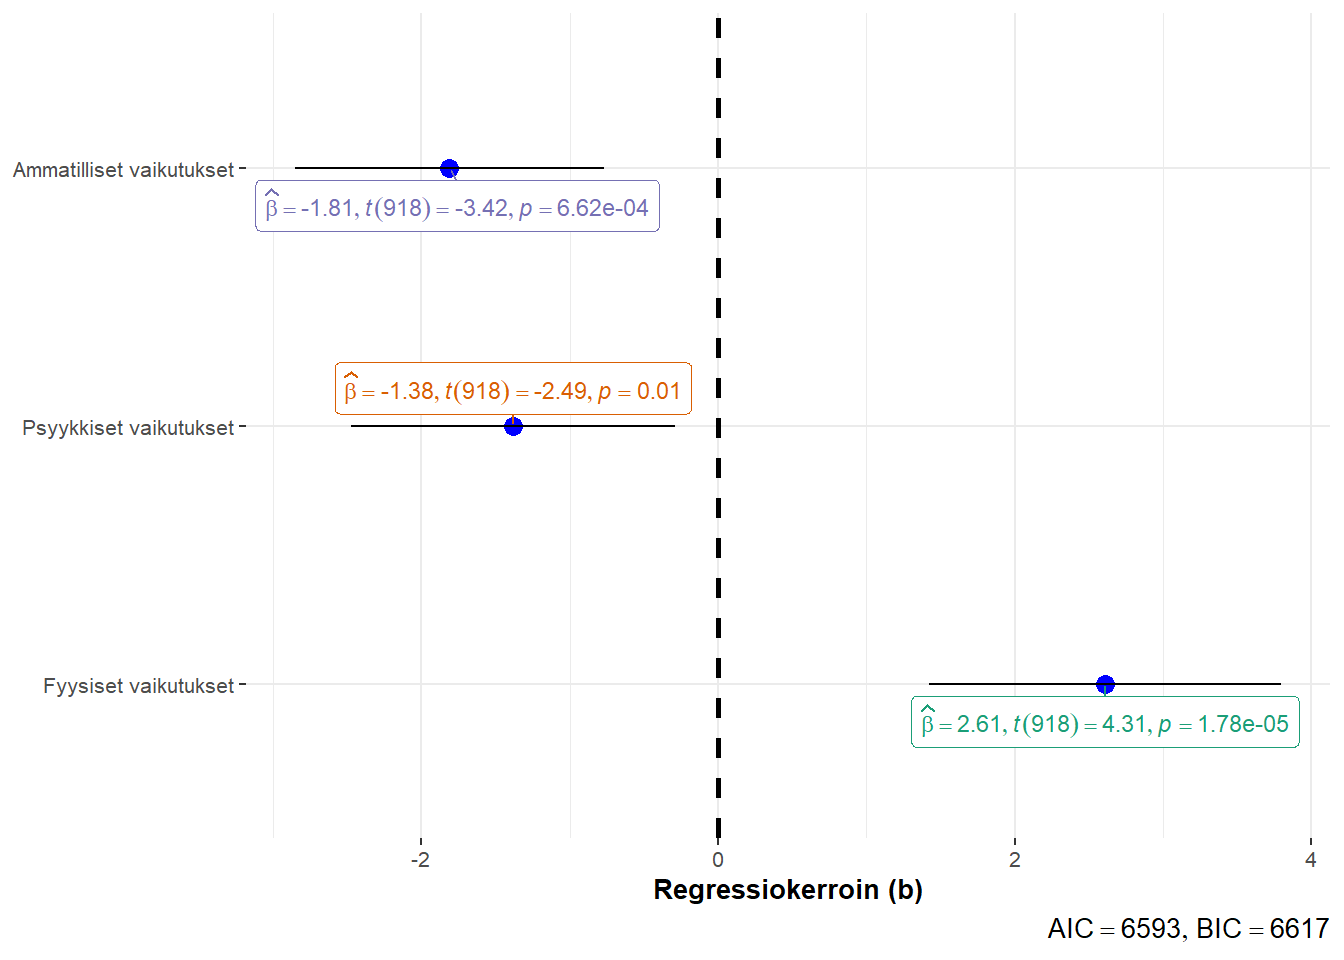 Ammatilliset vaikutukset
β̂ = -1.81, t(918) = -3.42, p = 6.62e-04
β̂ = -1.38, t(918) = -2.49, p = 0.01
Psyykkiset vaikutukset
Fyysiset vaikutukset
β̂ = 2.61, t(918) = 4.31, p = 1.78e-05
-2 0 2 4
Regressiokerroin (b)
AIC = 6593, BIC = 6617